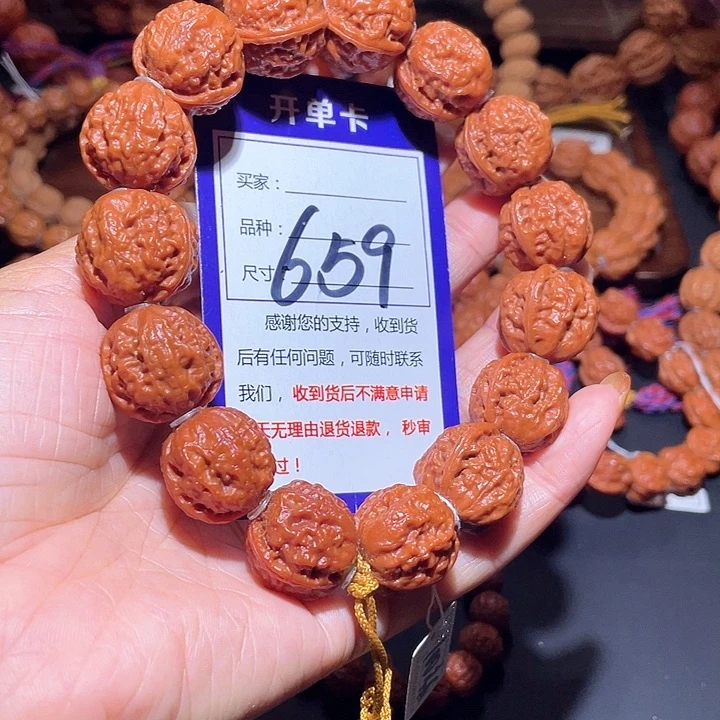 开单卡
买家：
品种：
659
尺寸
感谢您的支持，收到货
后有任何问题，可随时联系
我们，收到货后不满意申请
天无理由退货退款，秒审
过！